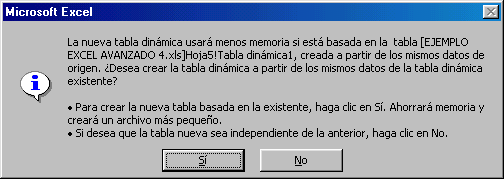 Microsoft Excel
La nueva tabla dinámica usará menos memoria si está basada en la tabla [EJEMPLO
EXCEL AVANZADO 4.xls]Hoja5!Tabla dinámica1, creada a partir de los mismos datos de
origen. ¿Desea crear la tabla dinámica a partir de los mismos datos de la tabla dinámica
existente?
• Para crear la nueva tabla basada en la existente, haga clic en Sí. Ahorrará memoria y
creará un archivo más pequeño.
• Si desea que la tabla nueva sea independiente de la anterior, haga clic en No.
Sí No